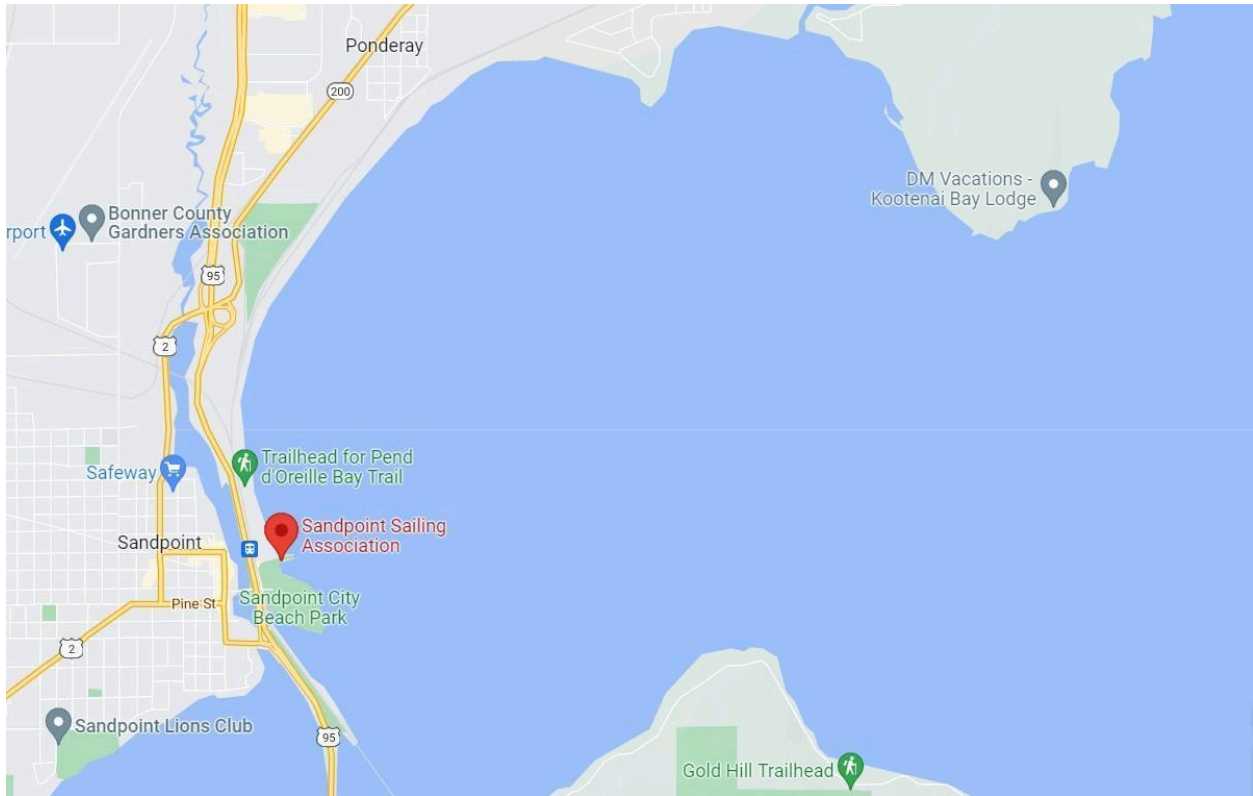 Ponderay
200
DM Vacations -
Kootenai Bay Lodge
Bonner County
Gardners Association
rport
95
2
Trailhead for Pend
d'Oreille Bay Trail
Safeway
Sandpoint Sailing
Association
Sandpoint
Sandpoint City
Beach Park
Pine St
2
Sandpoint Lions Club
95
Gold Hill Trailhead